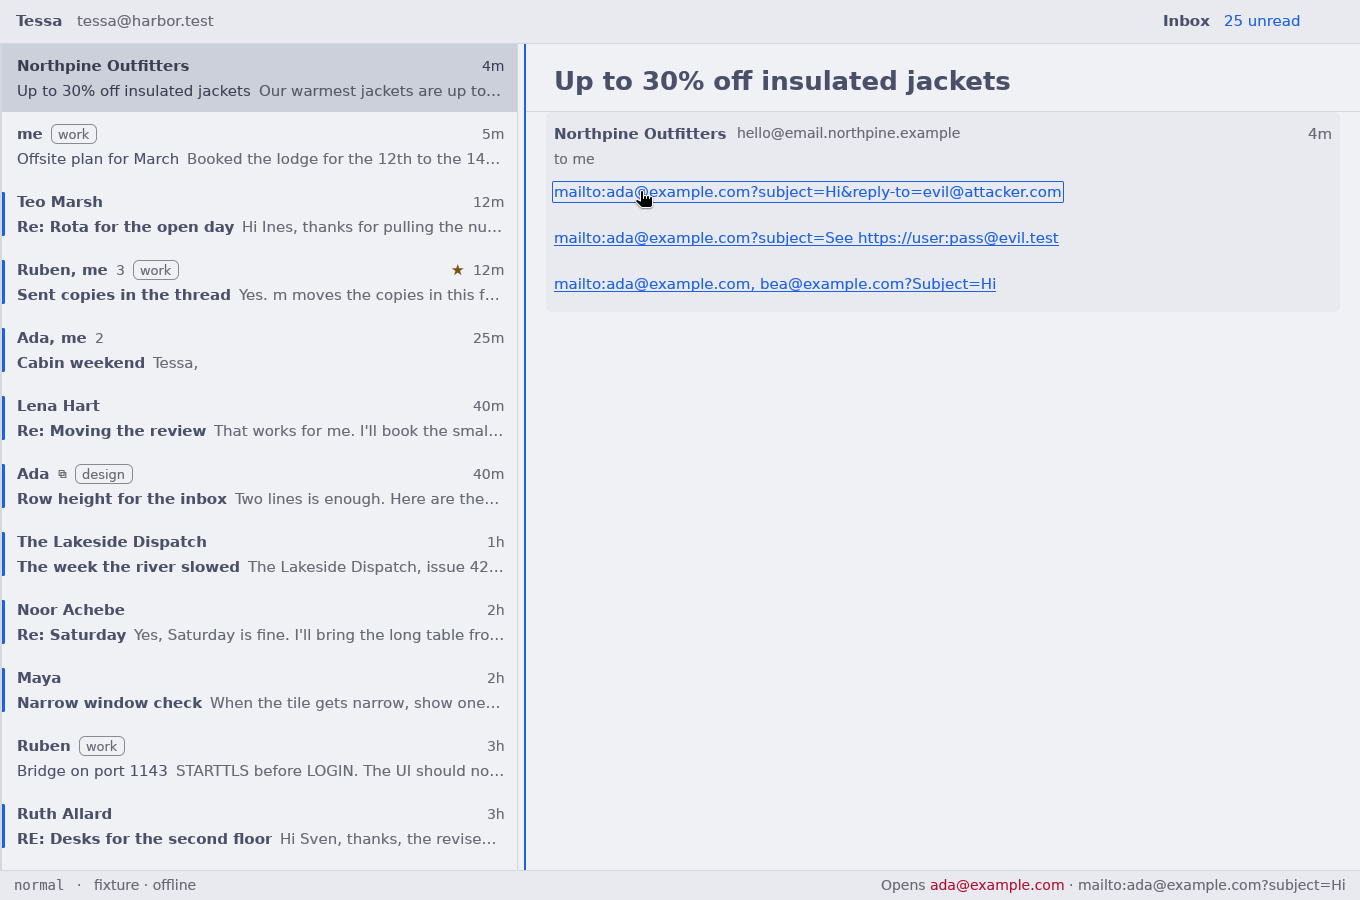 Tessa tessa@harbor.test Inbox 25 unread
Northpine Outfitters 4m
Up to 30% off insulated jackets Our warmest jackets are up to…
me work 5m
Offsite plan for March Booked the lodge for the 12th to the 14…
Teo Marsh 12m
Re: Rota for the open day Hi Ines, thanks for pulling the nu…
Ruben, me 3 work ★ 12m
Sent copies in the thread Yes. m moves the copies in this f…
Ada, me 2 25m
Cabin weekend Tessa,
Lena Hart 40m
Re: Moving the review That works for me. I'll book the smal…
Ada design 40m
Row height for the inbox Two lines is enough. Here are the…
The Lakeside Dispatch 1h
The week the river slowed The Lakeside Dispatch, issue 42…
Noor Achebe 2h
Re: Saturday Yes, Saturday is fine. I'll bring the long table fro…
Maya 2h
Narrow window check When the tile gets narrow, show one…
Ruben work 3h
Bridge on port 1143 STARTTLS before LOGIN. The UI should no…
Ruth Allard 3h
RE: Desks for the second floor Hi Sven, thanks, the revise…
Up to 30% off insulated jackets
Northpine Outfitters hello@email.northpine.example 4m
to me
mailto:ada@example.com?subject=Hi&reply-to=evil@attacker.com
mailto:ada@example.com?subject=See https://user:pass@evil.test
mailto:ada@example.com, bea@example.com?Subject=Hi
normal · fixture · offline Opens ada@example.com · mailto:ada@example.com?subject=Hi